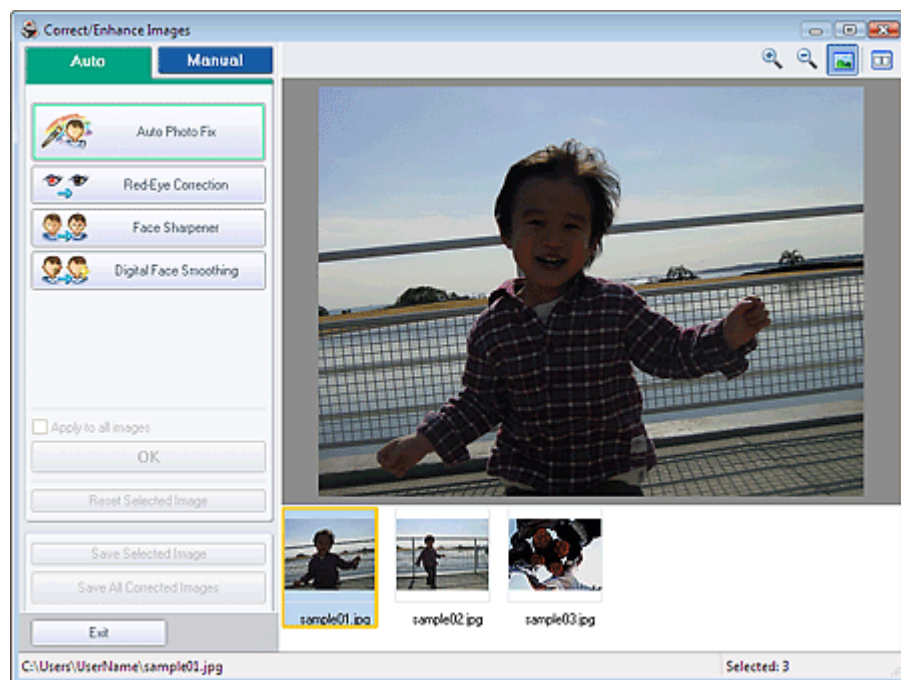 Correct/Enhance Images
Auto
Manual
Auto Photo Fix
Red-Eye Correction
Face Sharpener
Digital Face Smoothing
Apply to all images
OK
Reset Selected Image
Save Selected Image
Save All Corrected Images
Exit
sample01.jpg
sample02.jpg
sample03.jpg
C:\Users\UserName\sample01.jpg
Selected: 3